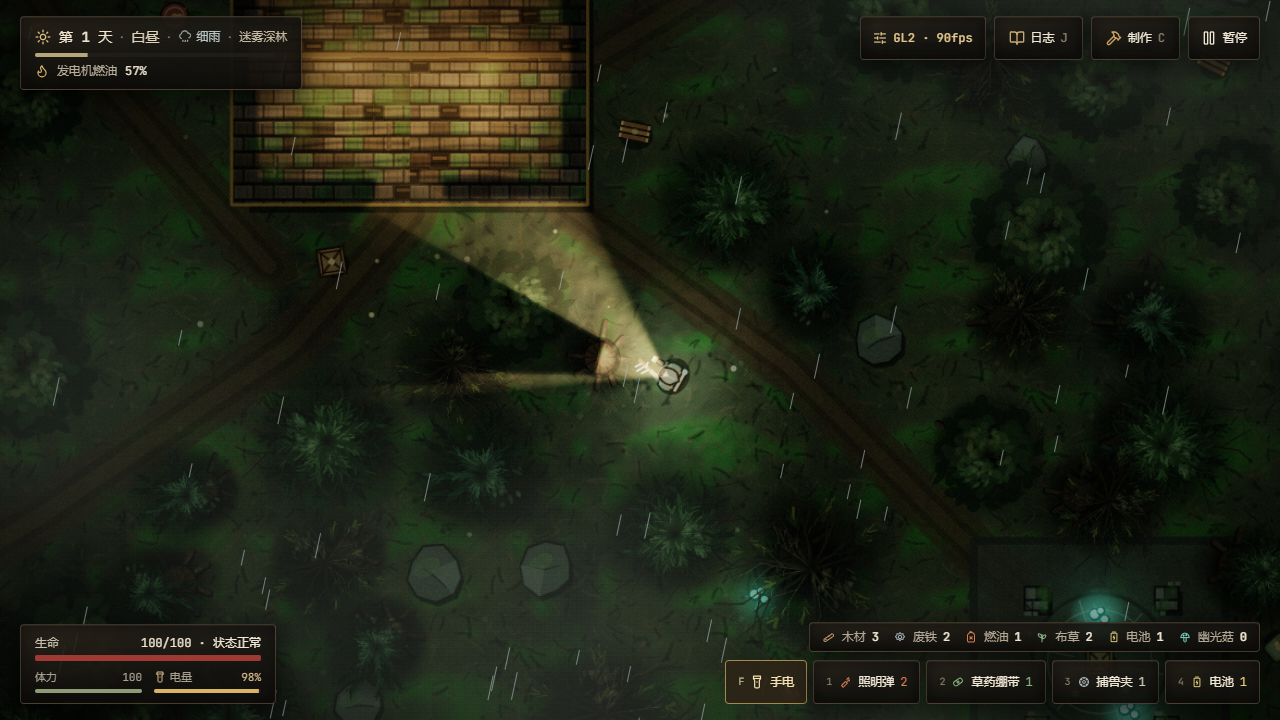 第 1 天 · 白昼 · 细雨 · 迷雾深林
发电机燃油 57%
GL2 · 90fps
日志 J
制作 C
暂停
生命 100/100 · 状态正常
体力 100 电量 98%
木材 3 废铁 2 燃油 1 布草 2 电池 1 幽光菇 0
F 手电
1 照明弹 2
2 草药绷带 1
3 捕兽夹 1
4 电池 1